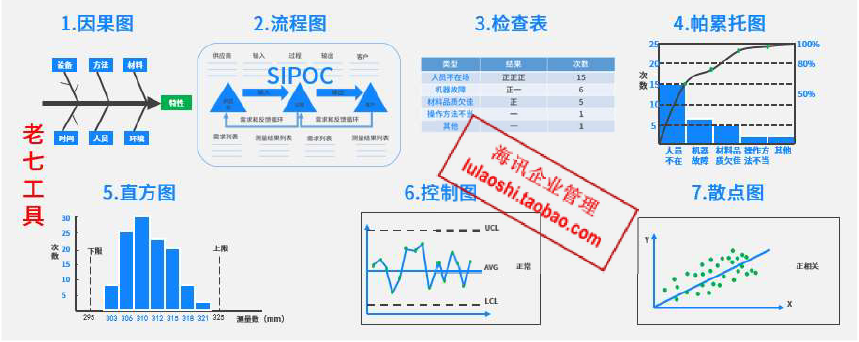 1.因果图
2.流程图
3.检查表
4.帕累托图
设备
方法
材料
特性
时间
人员
环境
供应商
输入
过程
输出
客户
SIPOC
需求和反馈循环
需求和反馈循环
需求列表
测量结果列表
需求列表
测量结果列表
类型 结果 次数
人员不在场 正正正 15
机器故障 正一 6
材料品质欠佳 正 5
操作方法不当 一 1
其他 一 1
次数
25
20
15
10
5
100%
80%
50%
人员不在
机器故障
材料品质欠佳
操作方法不当
其他
老七工具
海讯企业管理
lulaoshi.taobao.com
5.直方图
6.控制图
7.散点图
次数
30
25
20
15
10
5
下限
上限
295 303 306 310 312 315 318 321 325
测量数（mm）
UCL
AVG
LCL
正常
Y
X
正相关